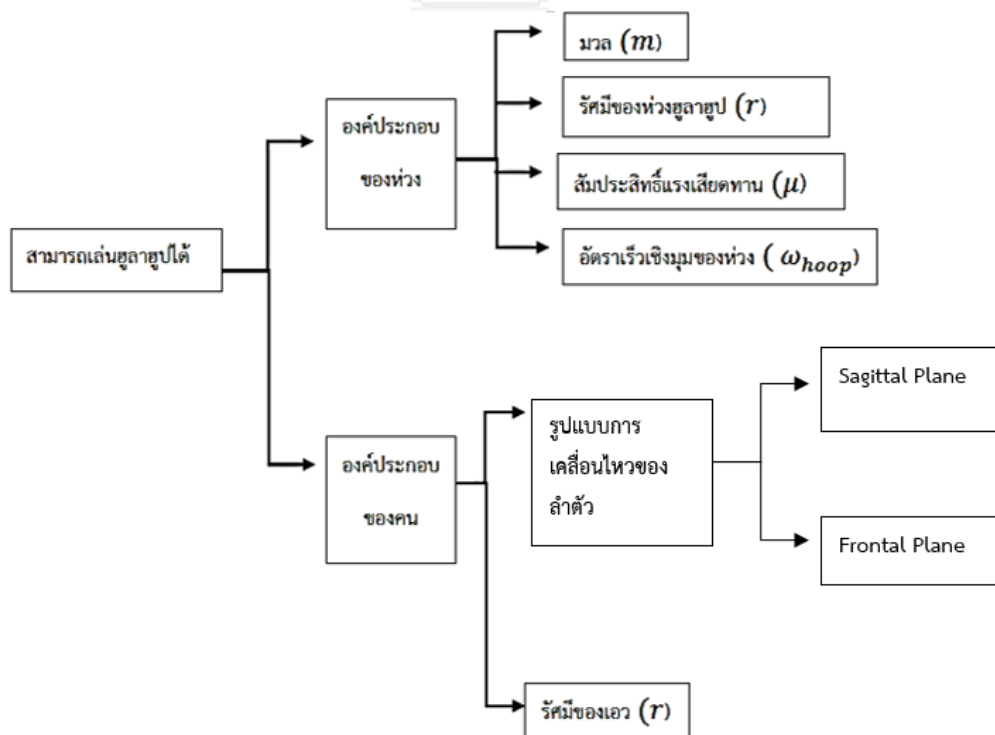 มวล (m)
รัศมีของห่วงฮูลาฮูป (r)
องค์ประกอบ
ของห่วง
สัมประสิทธิ์แรงเสียดทาน (μ)
อัตราเร็วเชิงมุมของห่วง ( ω_hoop)
สามารถเล่นฮูลาฮูปได้
องค์ประกอบ
ของคน
รูปแบบการ
เคลื่อนไหวของ
ลำตัว
Sagittal Plane
Frontal Plane
รัศมีของเอว (r)